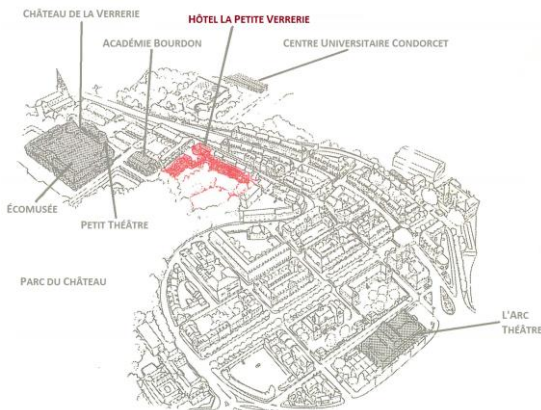 CHÂTEAU DE LA VERRERIE
HÔTEL LA PETITE VERRERIE
ACADÉMIE BOURDON
CENTRE UNIVERSITAIRE CONDORCET
ÉCOMUSÉE
PETIT THÉÂTRE
PARC DU CHÂTEAU
L'ARC
THÉÂTRE